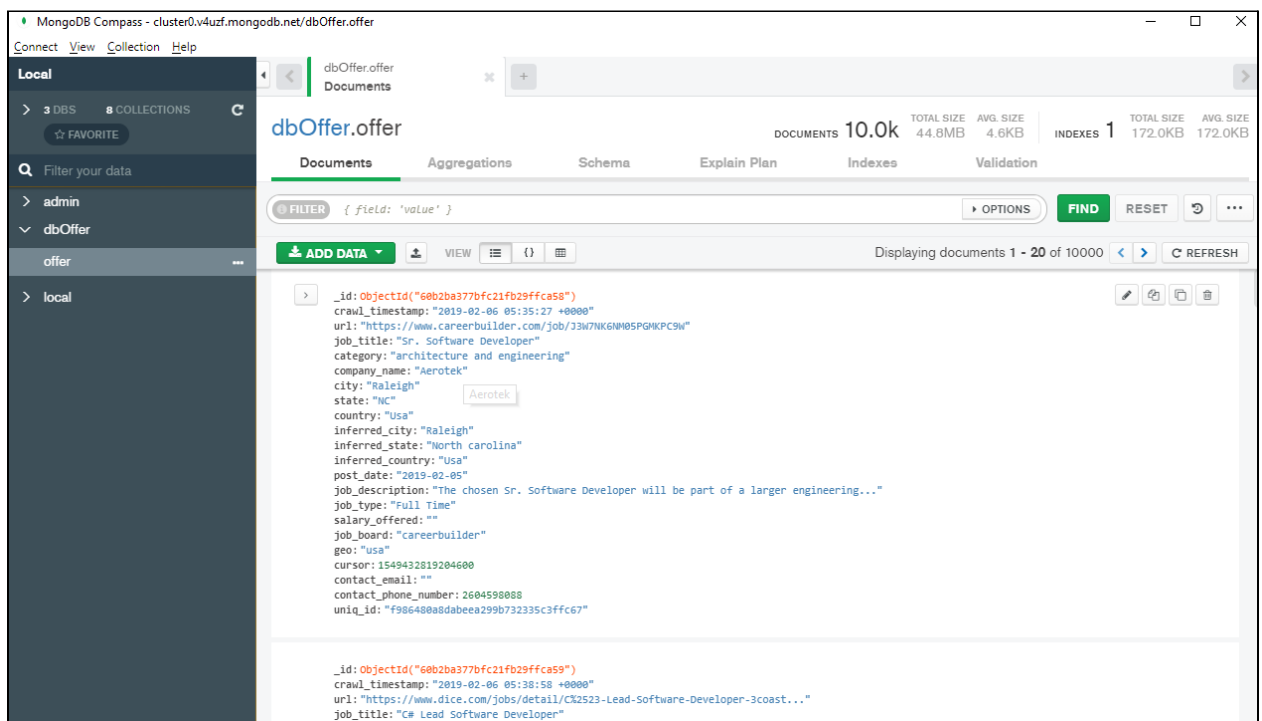 MongoDB Compass - cluster0.v4uzf.mongodb.net/dbOffer.offer
Connect View Collection Help
Local
3 DBS 8 COLLECTIONS
FAVORITE
Filter your data
admin
dbOffer
offer
local
dbOffer.offer
Documents
dbOffer.offer
DOCUMENTS 10.0k TOTAL SIZE 44.8MB AVG. SIZE 4.6KB INDEXES 1 TOTAL SIZE 172.0KB AVG. SIZE 172.0KB
Documents Aggregations Schema Explain Plan Indexes Validation
FILTER { field: 'value' } OPTIONS FIND RESET
ADD DATA VIEW Displaying documents 1 - 20 of 10000 REFRESH
_id: ObjectId("60b2ba377bfc21fb29ffca58")
crawl_timestamp: "2019-02-06 05:35:27 +0000"
url: "https://www.careerbuilder.com/job/J3W7NK6NM05PGMKPC9W"
job_title: "Sr. Software Developer"
category: "architecture and engineering"
company_name: "Aerotek"
city: "Raleigh"
Aerotek
state: "NC"
country: "Usa"
inferred_city: "Raleigh"
inferred_state: "North carolina"
inferred_country: "Usa"
post_date: "2019-02-05"
job_description: "The chosen Sr. Software Developer will be part of a larger engineering..."
job_type: "Full Time"
salary_offered: ""
job_board: "careerbuilder"
geo: "usa"
cursor: 1549432819204600
contact_email: ""
contact_phone_number: 2604598088
uniq_id: "f986480a8dabeea299b732335c3ffc67"
_id: ObjectId("60b2ba377bfc21fb29ffca59")
crawl_timestamp: "2019-02-06 05:38:58 +0000"
url: "https://www.dice.com/jobs/detail/C%2523-Lead-Software-Developer-3coast..."
job_title: "C# Lead Software Developer"